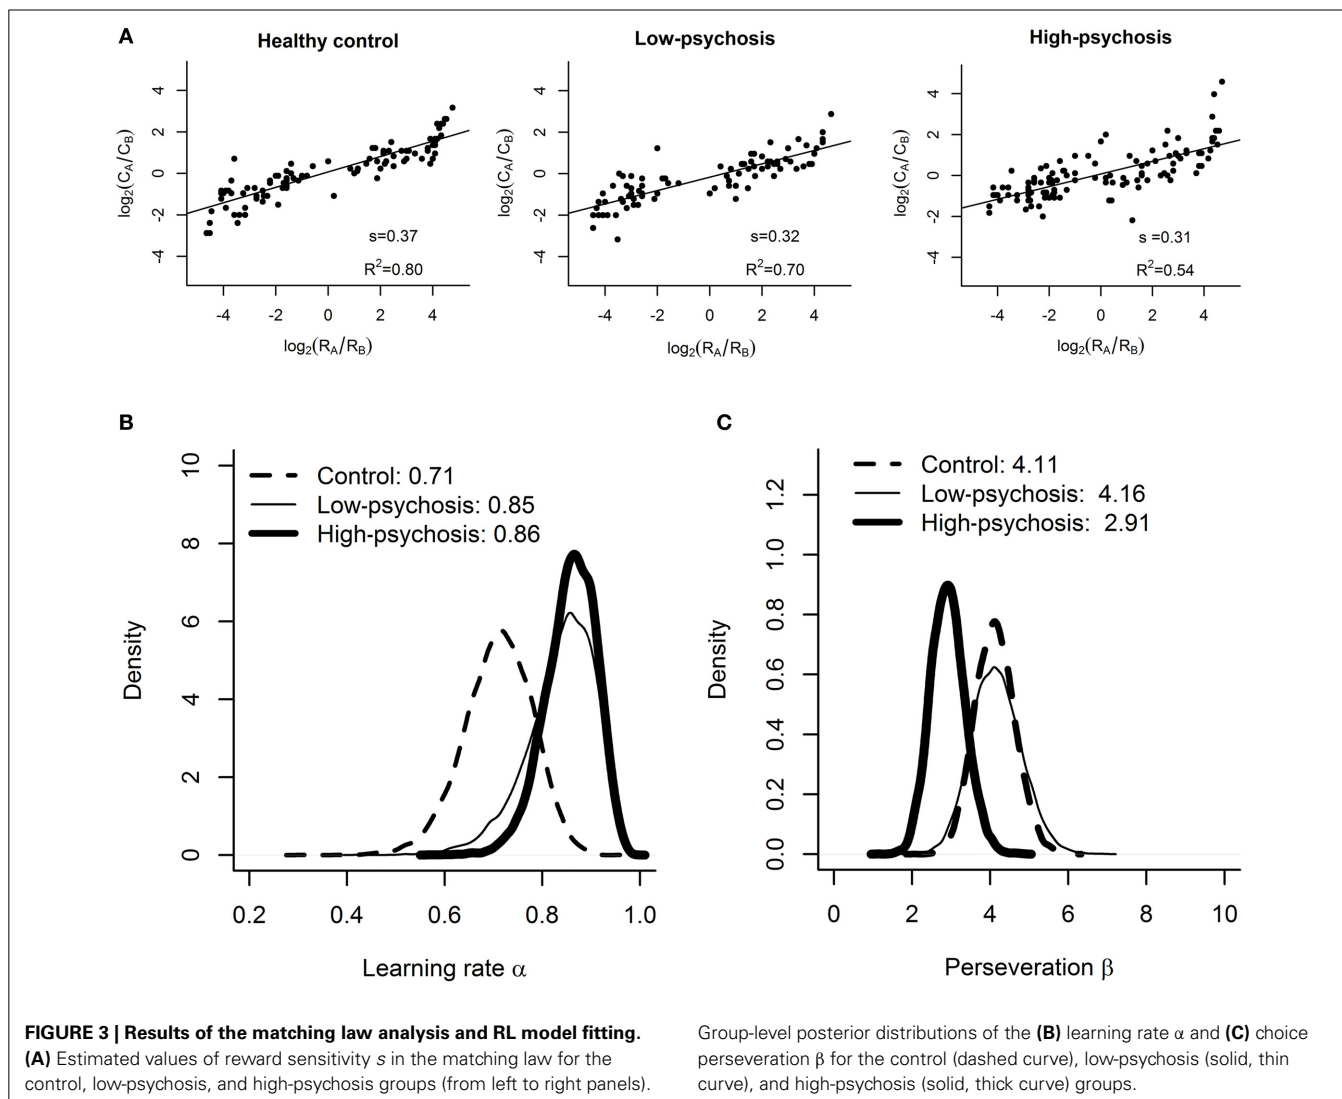 A
Healthy control
Low-psychosis
High-psychosis
log2(CA/CB)
4
2
0
-2
-4
s=0.37
R2=0.80
-4 -2 0 2 4
log2(RA/RB)
log2(CA/CB)
4
2
0
-2
-4
s=0.32
R2=0.70
-4 -2 0 2 4
log2(RA/RB)
log2(CA/CB)
4
2
0
-2
-4
s =0.31
R2=0.54
-4 -2 0 2 4
log2(RA/RB)
B
Control: 0.71
Low-psychosis: 0.85
High-psychosis: 0.86
Density
10
8
6
4
2
0
0.2 0.4 0.6 0.8 1.0
Learning rate α
C
Control: 4.11
Low-psychosis: 4.16
High-psychosis: 2.91
Density
1.2
1.0
0.8
0.6
0.4
0.2
0.0
0 2 4 6 8 10
Perseveration β
FIGURE 3 | Results of the matching law analysis and RL model fitting.
(A) Estimated values of reward sensitivity s in the matching law for the
control, low-psychosis, and high-psychosis groups (from left to right panels).
Group-level posterior distributions of the (B) learning rate α and (C) choice
perseveration β for the control (dashed curve), low-psychosis (solid, thin
curve), and high-psychosis (solid, thick curve) groups.